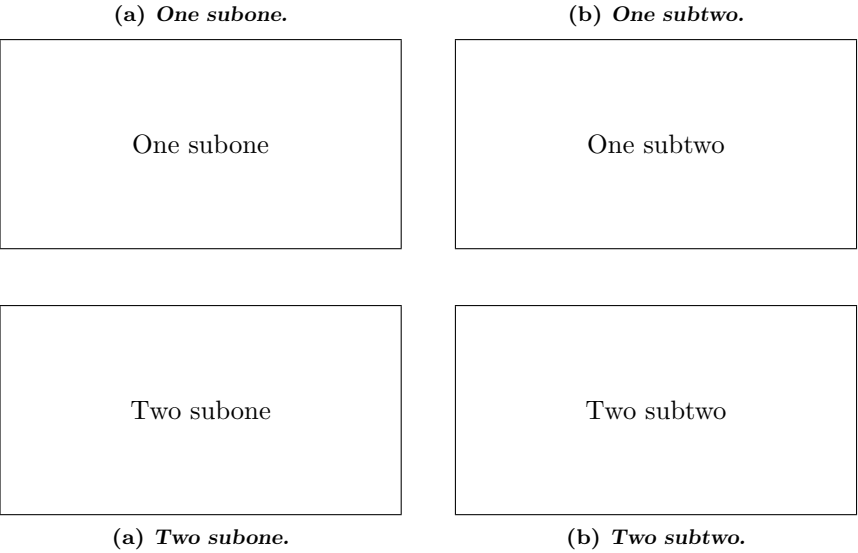 (a) One subone.
(b) One subtwo.
One subone
One subtwo
Two subone
Two subtwo
(a) Two subone.
(b) Two subtwo.